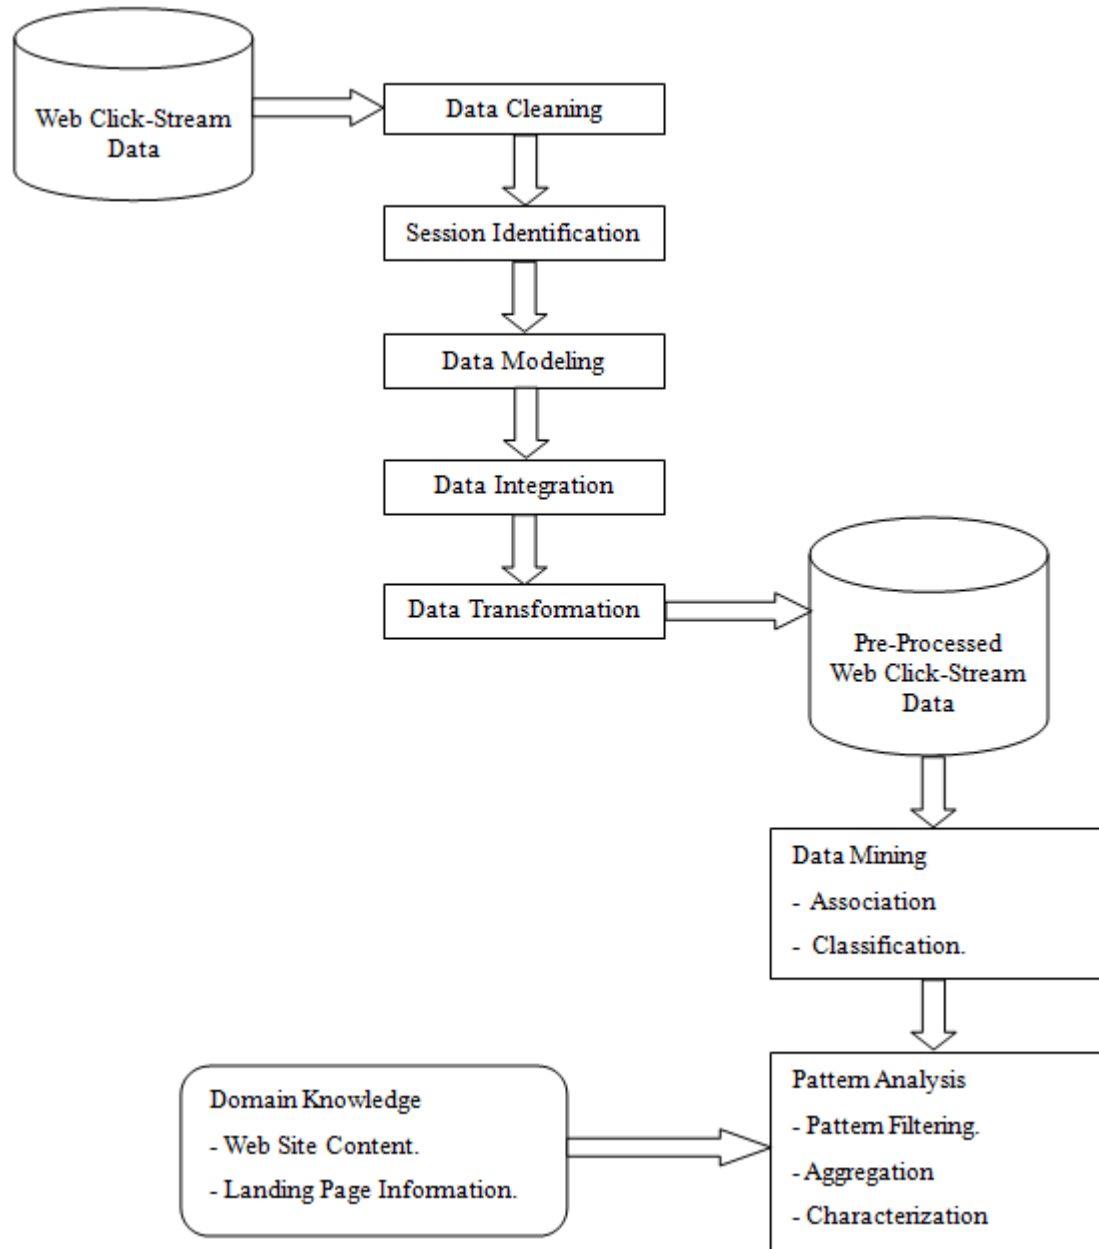 Web Click-Stream
Data
Data Cleaning
Session Identification
Data Modeling
Data Integration
Data Transformation
Pre-Processed
Web Click-Stream
Data
Data Mining
- Association
- Classification.
Domain Knowledge
- Web Site Content.
- Landing Page Information.
Pattern Analysis
- Pattern Filtering.
- Aggregation
- Characterization